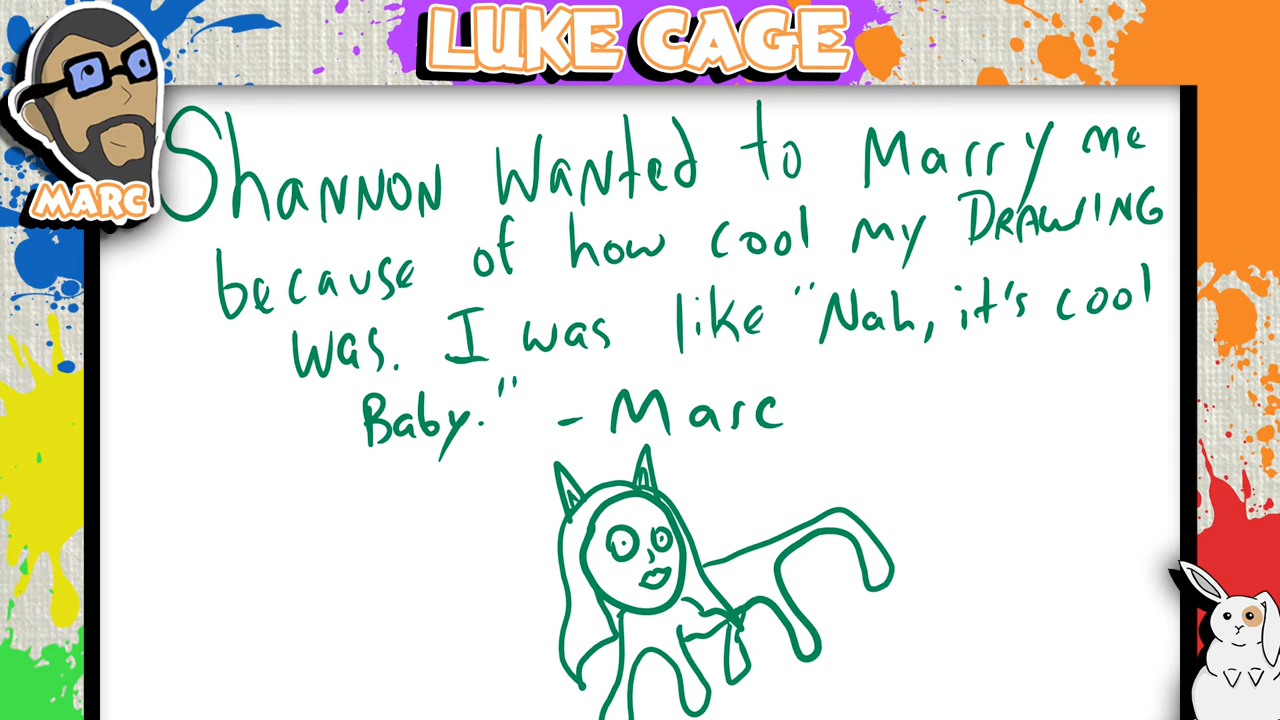 LUKE CAGE
MARC
Shannon Wanted to Marry me
because of how cool my DRAWING
was. I was like "Nah, it's cool
Baby." - Marc